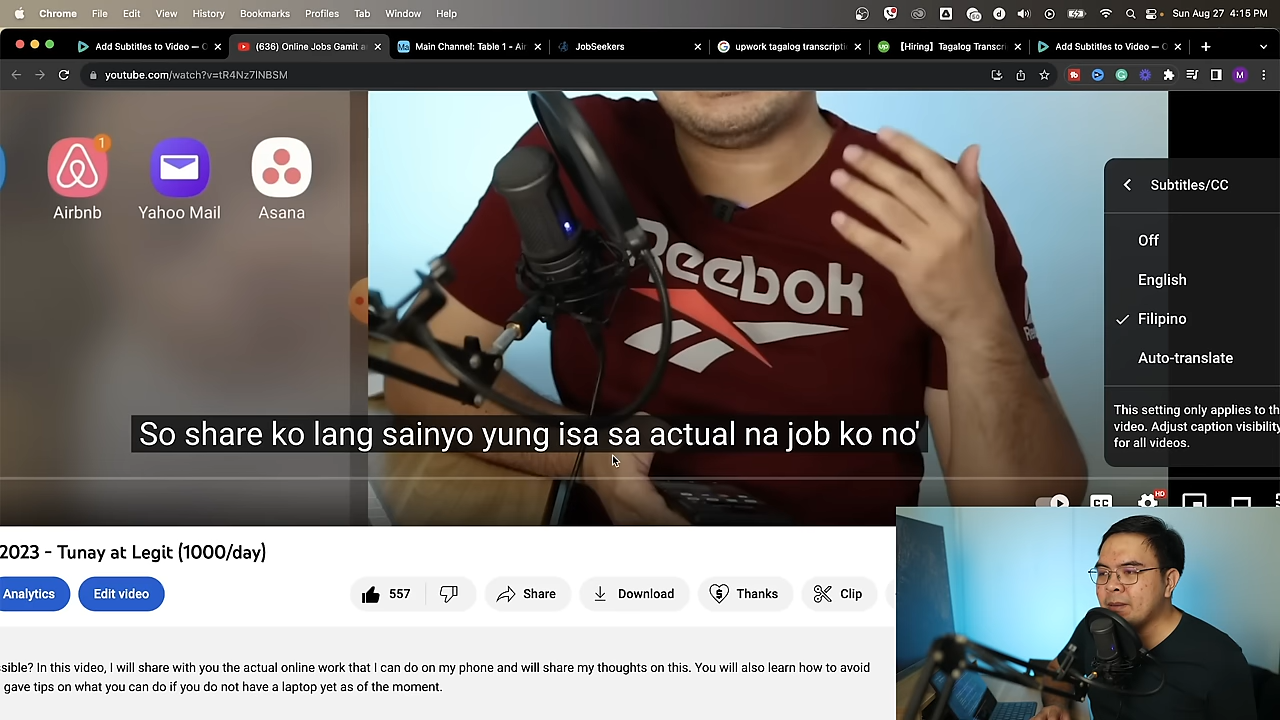 Chrome File Edit View History Bookmarks Profiles Tab Window Help Sun Aug 27 4:15 PM
Add Subtitles to Video — (636) Online Jobs Gamit Main Channel: Table 1 - Air JobSeekers upwork tagalog transcripti [Hiring] Tagalog Transcr Add Subtitles to Video —
youtube.com/watch?v=tR4Nz7lNBSM
1
Airbnb Yahoo Mail Asana
Reebok
Subtitles/CC
Off
English
Filipino
Auto-translate
This setting only applies to th
video. Adjust caption visibility
for all videos.
So share ko lang sainyo yung isa sa actual na job ko no'
CC HD
2023 - Tunay at Legit (1000/day)
Analytics Edit video 557 Share Download Thanks Clip
ssible? In this video, I will share with you the actual online work that I can do on my phone and will share my thoughts on this. You will also learn how to avoid
gave tips on what you can do if you do not have a laptop yet as of the moment.